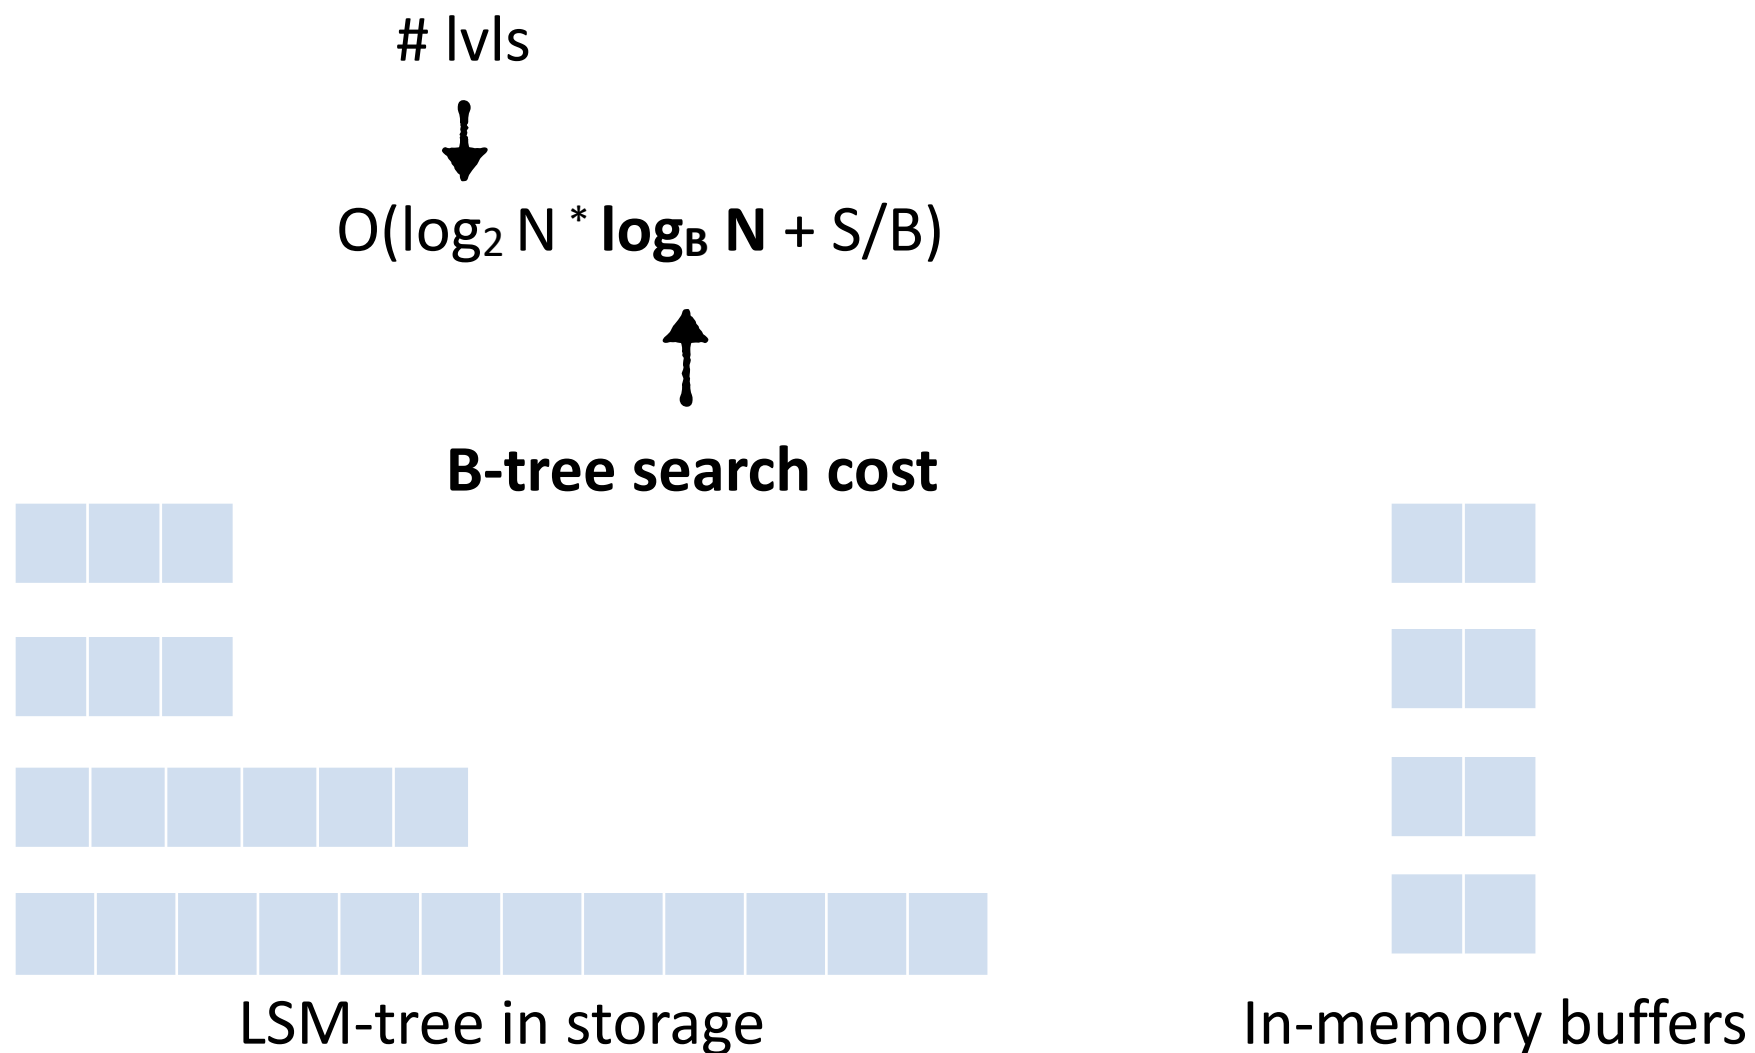 # lvls
O(log₂ N * log_B N + S/B)
B-tree search cost
LSM-tree in storage
In-memory buffers